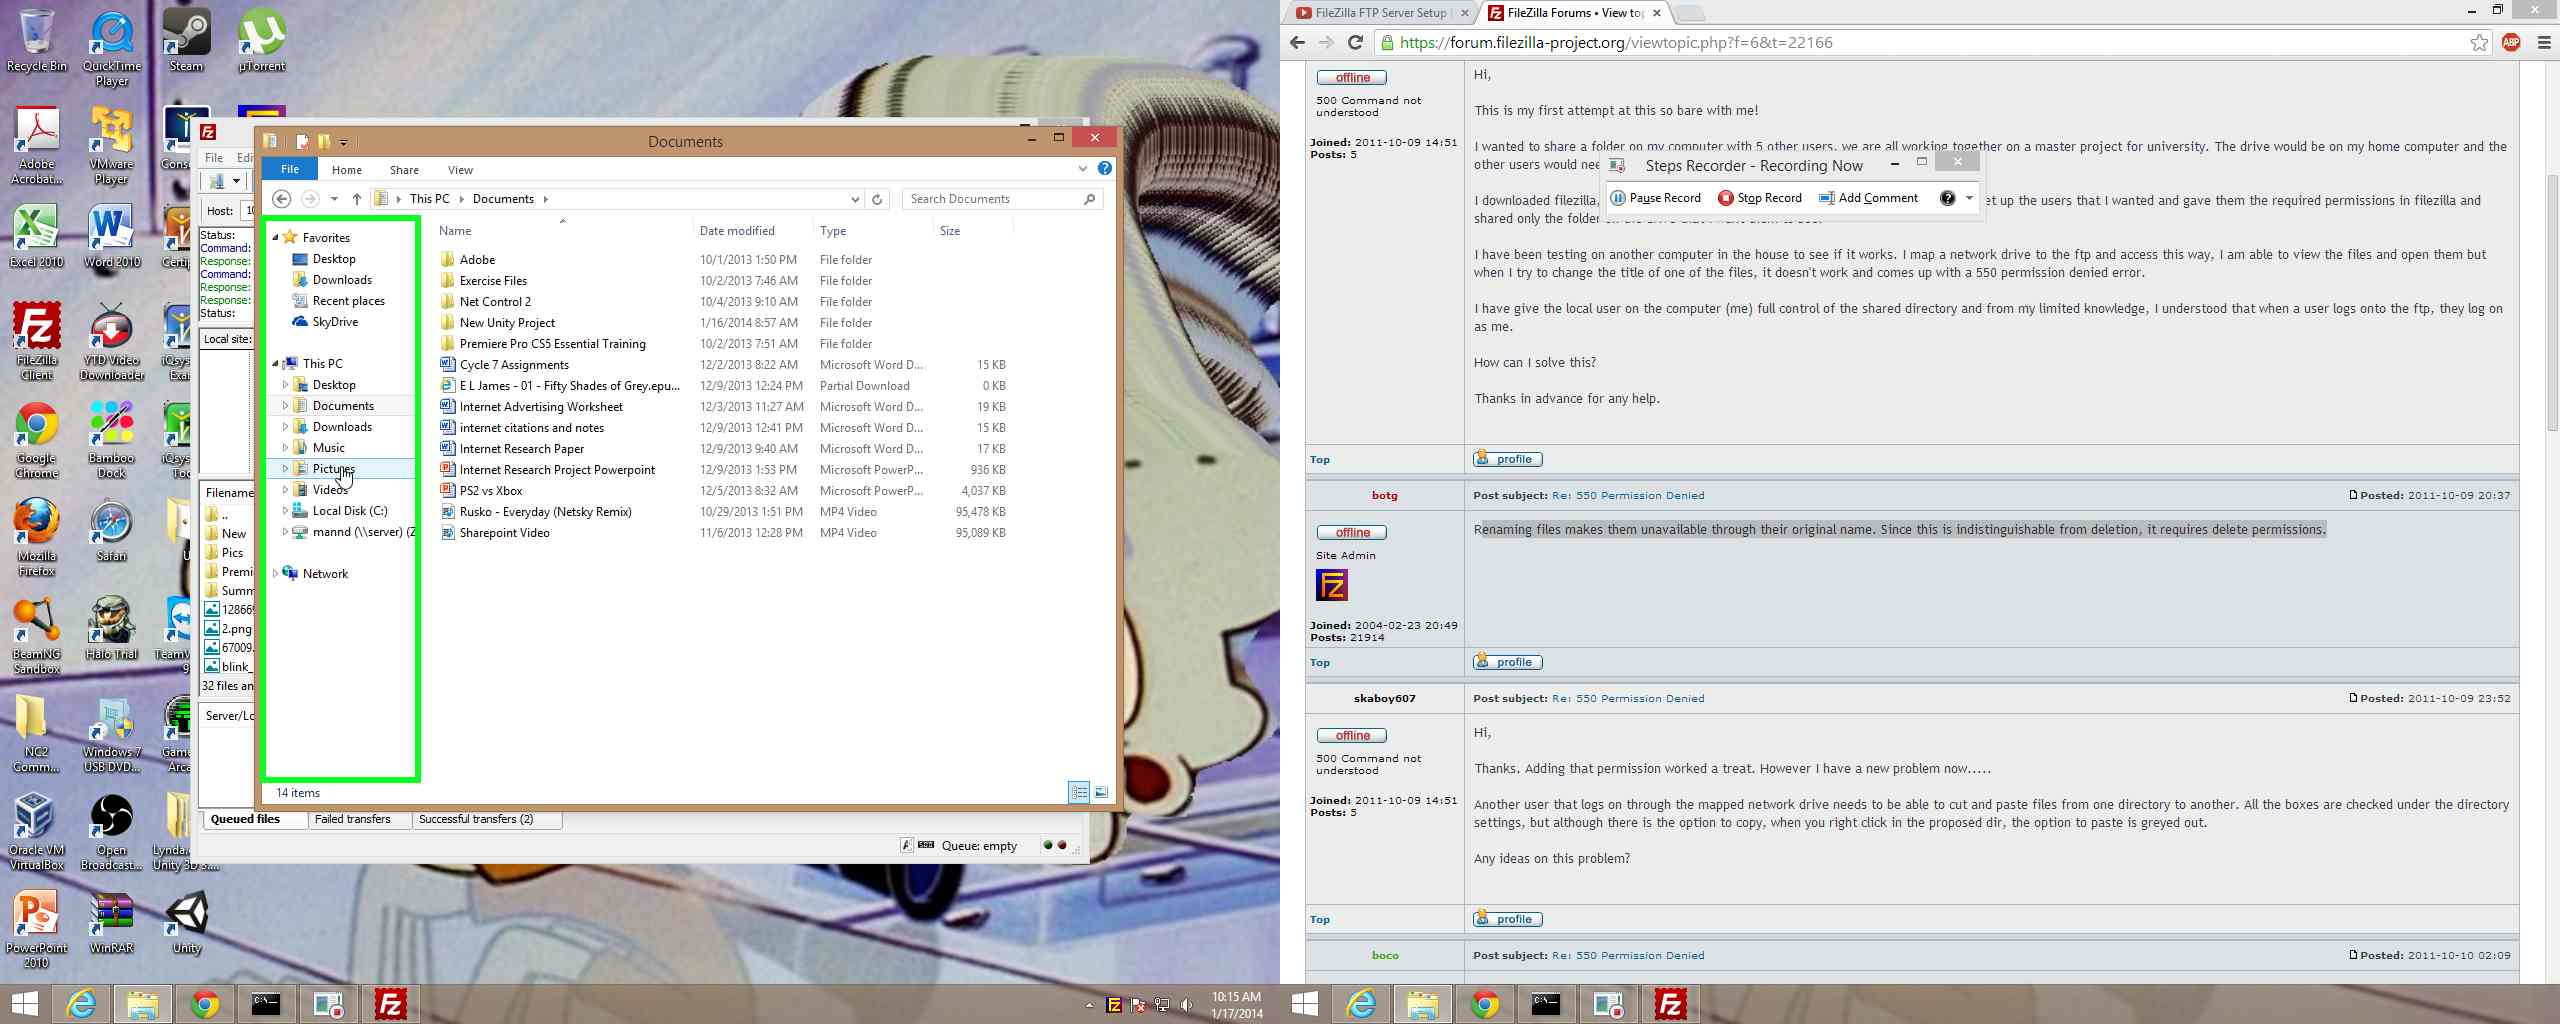 Recycle Bin
QuickTime Player
Steam
µTorrent
Adobe Acrobat...
VMware Player
Excel 2010
Word 2010
FileZilla Client
YTD Video Downloader
Google Chrome
Bamboo Dock
Mozilla Firefox
Safari
BeamNG Sandbox
Halo Trial
NC2 Comm...
Windows 7 USB DVD...
Oracle VM VirtualBox
Open Broadcast...
Lynda.c
Unity 3D 3....
PowerPoint 2010
WinRAR
Unity
File
Host:
Status:
Command:
Response:
Command:
Response:
Response:
Status:
Local site:
Filename
..
New
Pics
Premi
Summ
12866
2.png
67009.
blink_
32 files an
Server/Lo
Queued files
Failed transfers
Successful transfers (2)
Queue: empty
Documents
File
Home
Share
View
This PC
Documents
Search Documents
Favorites
Desktop
Downloads
Recent places
SkyDrive
This PC
Desktop
Documents
Downloads
Music
Pictures
Videos
Local Disk (C:)
mannd (\\server) (Z
Network
Name Date modified Type Size
Adobe 10/1/2013 1:50 PM File folder
Exercise Files 10/2/2013 7:46 AM File folder
Net Control 2 10/4/2013 9:10 AM File folder
New Unity Project 1/16/2014 8:57 AM File folder
Premiere Pro CS5 Essential Training 10/2/2013 7:51 AM File folder
Cycle 7 Assignments 12/2/2013 8:22 AM Microsoft Word D... 15 KB
E L James - 01 - Fifty Shades of Grey.epu... 12/9/2013 12:24 PM Partial Download 0 KB
Internet Advertising Worksheet 12/3/2013 11:27 AM Microsoft Word D... 19 KB
internet citations and notes 12/9/2013 12:41 PM Microsoft Word D... 15 KB
Internet Research Paper 12/9/2013 9:40 AM Microsoft Word D... 17 KB
Internet Research Project Powerpoint 12/9/2013 1:53 PM Microsoft PowerP... 936 KB
PS2 vs Xbox 12/5/2013 8:32 AM Microsoft PowerP... 4,037 KB
Rusko - Everyday (Netsky Remix) 10/29/2013 1:51 PM MP4 Video 95,478 KB
Sharepoint Video 11/6/2013 12:28 PM MP4 Video 95,089 KB
14 items
10:15 AM
1/17/2014
FileZilla FTP Server Setup
FileZilla Forums • View top
https://forum.filezilla-project.org/viewtopic.php?f=6&t=22166
ABP
offline
500 Command not understood
Joined: 2011-10-09 14:51
Posts: 5
Hi,
This is my first attempt at this so bare with me!
I wanted to share a folder on my computer with 5 other users. we are all working together on a master project for university. The drive would be on my home computer and the
other users would nee
I downloaded filezilla,
et up the users that I wanted and gave them the required permissions in filezilla and
shared only the folder
Steps Recorder - Recording Now
Pause Record
Stop Record
Add Comment
I have been testing on another computer in the house to see if it works. I map a network drive to the ftp and access this way, I am able to view the files and open them but
when I try to change the title of one of the files, it doesn't work and comes up with a 550 permission denied error.
I have give the local user on the computer (me) full control of the shared directory and from my limited knowledge, I understood that when a user logs onto the ftp, they log on
as me.
How can I solve this?
Thanks in advance for any help.
Top
profile
botg
Post subject: Re: 550 Permission Denied
Posted: 2011-10-09 20:37
offline
Site Admin
Fz
Joined: 2004-02-23 20:49
Posts: 21914
Renaming files makes them unavailable through their original name. Since this is indistinguishable from deletion, it requires delete permissions.
Top
profile
skaboy607
Post subject: Re: 550 Permission Denied
Posted: 2011-10-09 23:52
offline
500 Command not understood
Joined: 2011-10-09 14:51
Posts: 5
Hi,
Thanks. Adding that permission worked a treat. However I have a new problem now.....
Another user that logs on through the mapped network drive needs to be able to cut and paste files from one directory to another. All the boxes are checked under the directory
settings, but although there is the option to copy, when you right click in the proposed dir, the option to paste is greyed out.
Any ideas on this problem?
Top
profile
boco
Post subject: Re: 550 Permission Denied
Posted: 2011-10-10 02:09